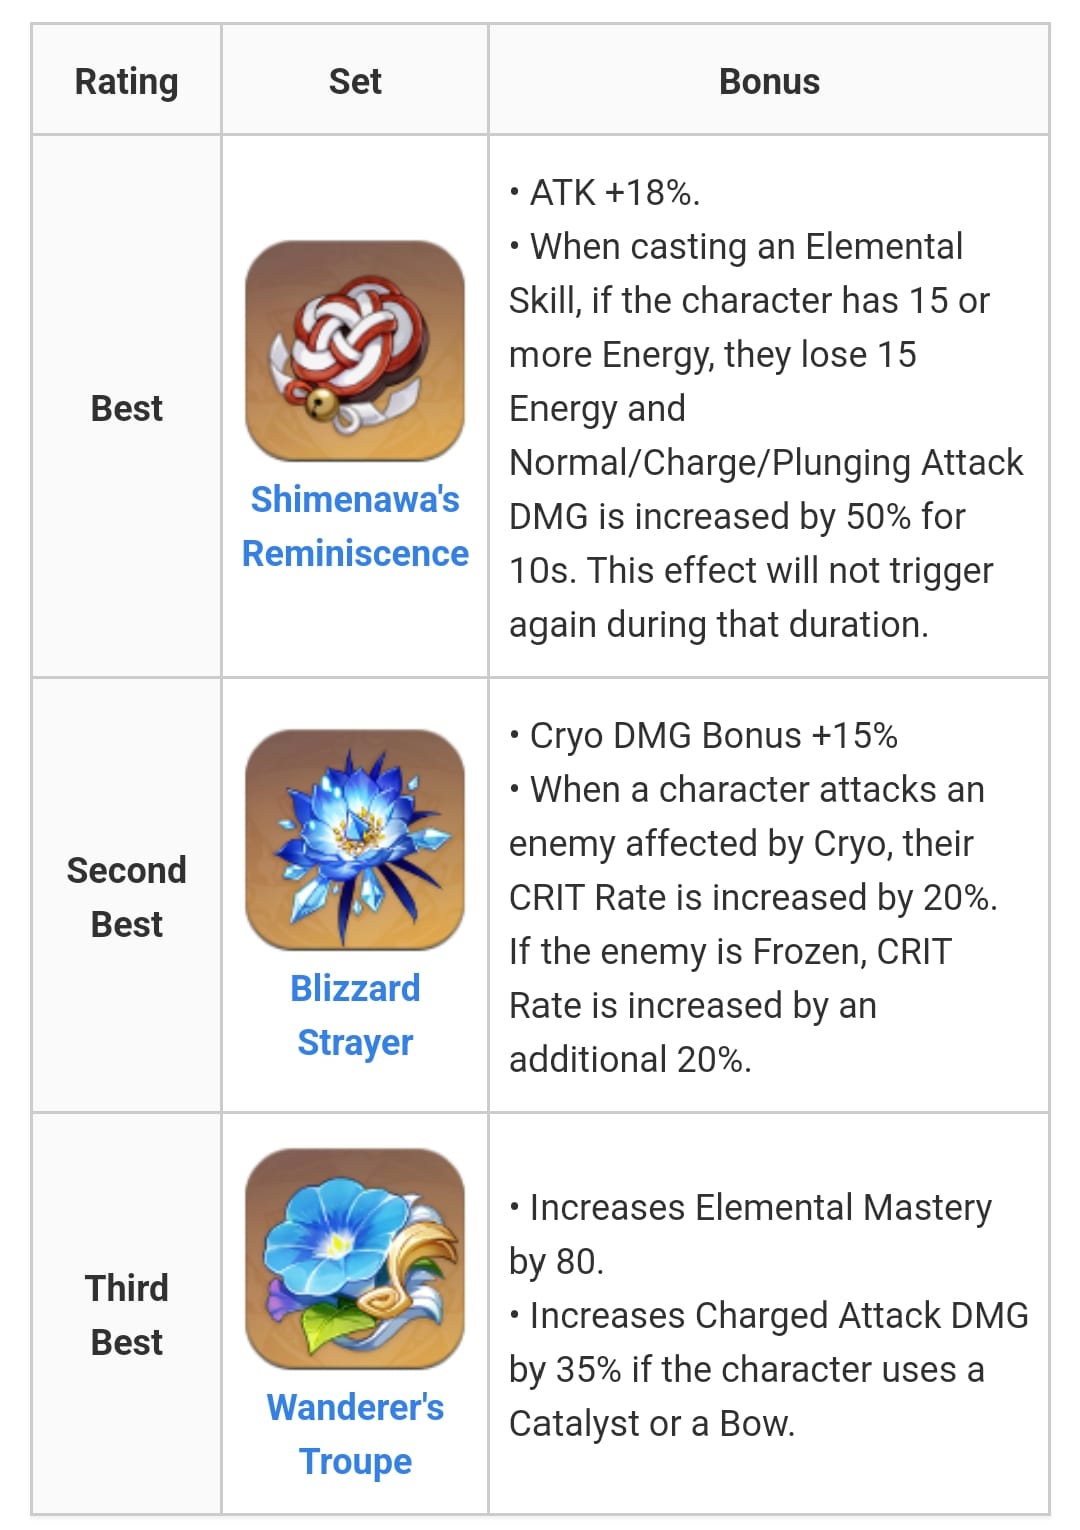 Rating
Set
Bonus
Best
Shimenawa's
Reminiscence
• ATK +18%.
• When casting an Elemental
Skill, if the character has 15 or
more Energy, they lose 15
Energy and
Normal/Charge/Plunging Attack
DMG is increased by 50% for
10s. This effect will not trigger
again during that duration.
Second
Best
Blizzard
Strayer
• Cryo DMG Bonus +15%
• When a character attacks an
enemy affected by Cryo, their
CRIT Rate is increased by 20%.
If the enemy is Frozen, CRIT
Rate is increased by an
additional 20%.
Third
Best
Wanderer's
Troupe
• Increases Elemental Mastery
by 80.
• Increases Charged Attack DMG
by 35% if the character uses a
Catalyst or a Bow.